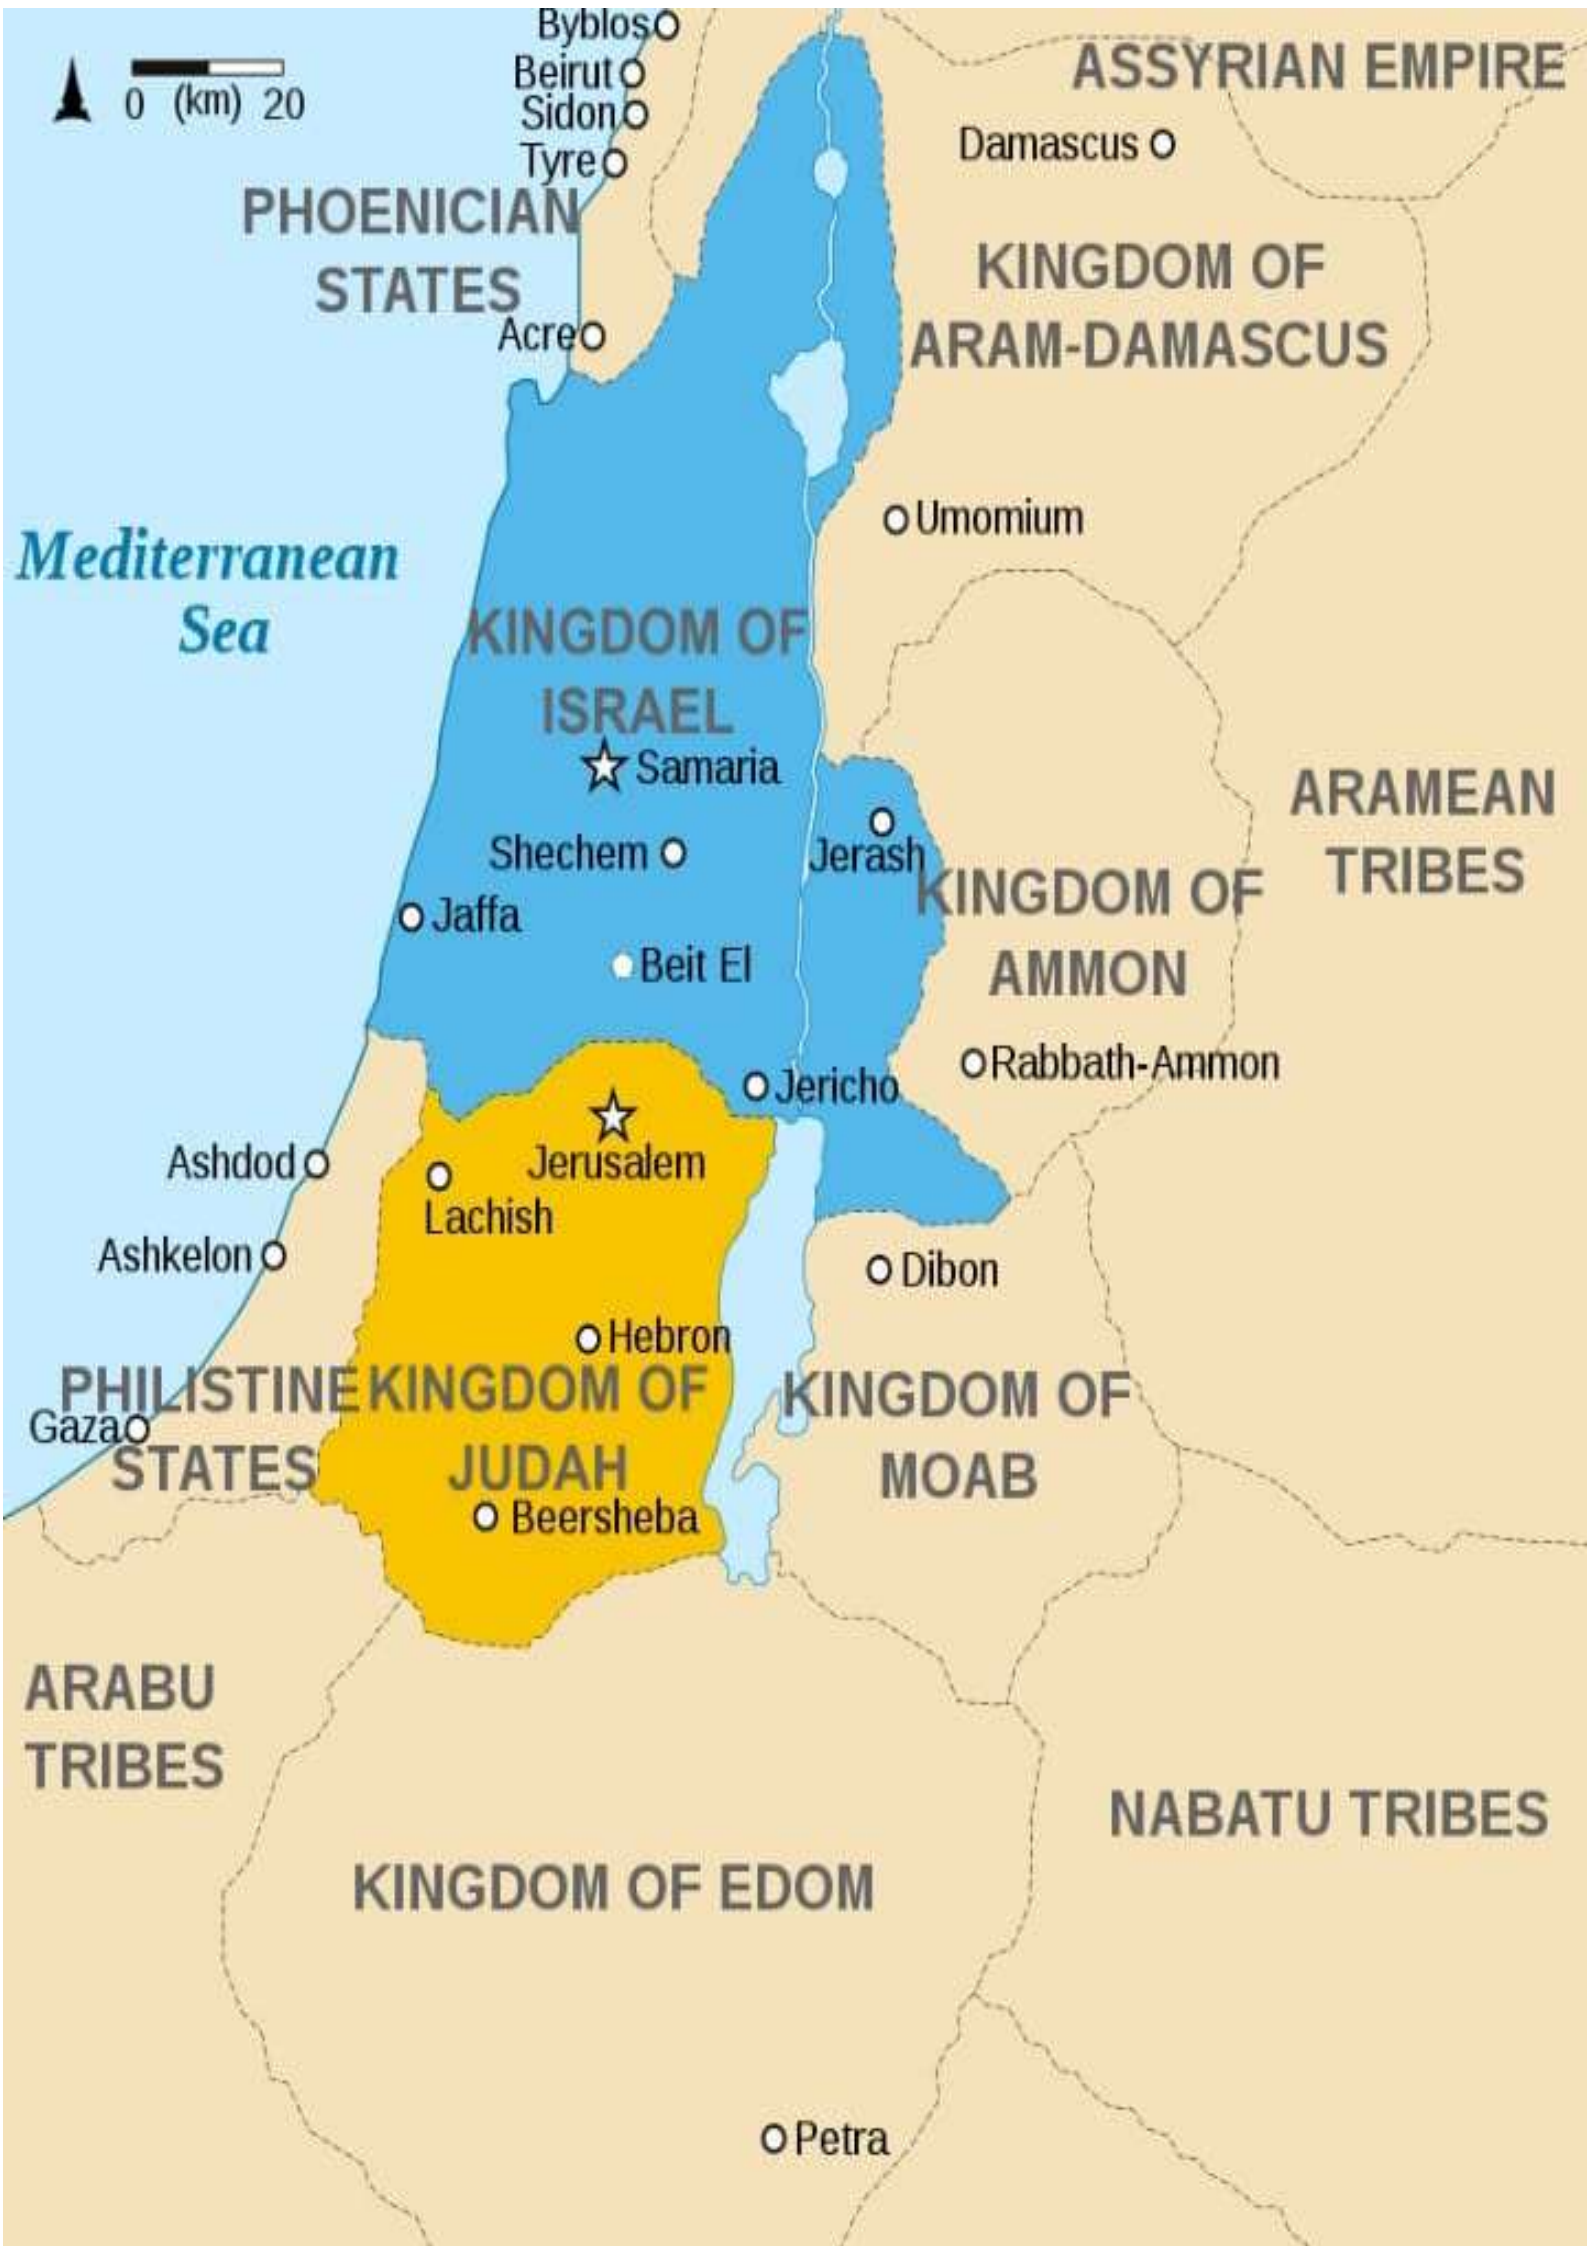 Byblos
Beirut
Sidon
Tyre
0 (km) 20
ASSYRIAN EMPIRE
Damascus
PHOENICIAN
STATES
KINGDOM OF
ARAM-DAMASCUS
Acre
Umomium
Mediterranean
Sea
KINGDOM OF
ISRAEL
Samaria
ARAMEAN
TRIBES
Shechem
Jerash
KINGDOM OF
AMMON
Jaffa
Beit El
Rabbath-Ammon
Jericho
Ashdod
Jerusalem
Lachish
Ashkelon
Dibon
Hebron
PHILISTINE
STATES
KINGDOM OF
JUDAH
KINGDOM OF
MOAB
Gaza
Beersheba
ARABU
TRIBES
NABATU TRIBES
KINGDOM OF EDOM
Petra